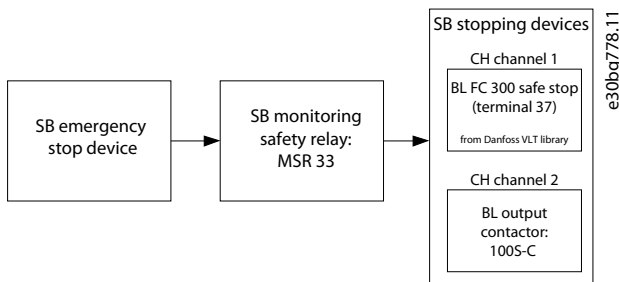 SB emergency
stop device
SB monitoring
safety relay:
MSR 33
SB stopping devices
CH channel 1
BL FC 300 safe stop
(terminal 37)
from Danfoss VLT library
CH channel 2
BL output
contactor:
100S-C
e30bq778.11